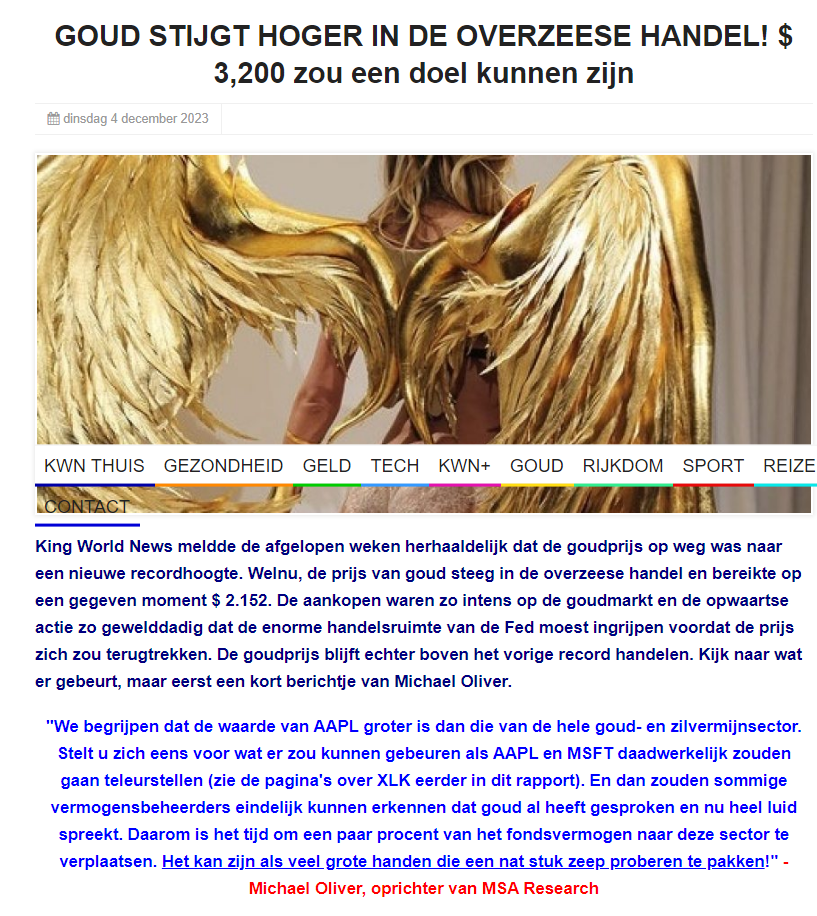 GOUD STIJGT HOGER IN DE OVERZEESE HANDEL! $
3,200 zou een doel kunnen zijn
dinsdag 4 december 2023
KWN THUIS GEZONDHEID GELD TECH KWN+ GOUD RIJKDOM SPORT REIZE
CONTACT
King World News meldde de afgelopen weken herhaaldelijk dat de goudprijs op weg was naar
een nieuwe recordhoogte. Welnu, de prijs van goud steeg in de overzeese handel en bereikte op
een gegeven moment $ 2.152. De aankopen waren zo intens op de goudmarkt en de opwaartse
actie zo gewelddadig dat de enorme handelsruimte van de Fed moest ingrijpen voordat de prijs
zich zou terugtrekken. De goudprijs blijft echter boven het vorige record handelen. Kijk naar wat
er gebeurt, maar eerst een kort berichtje van Michael Oliver.
"We begrijpen dat de waarde van AAPL groter is dan die van de hele goud- en zilvermijnsector.
Stelt u zich eens voor wat er zou kunnen gebeuren als AAPL en MSFT daadwerkelijk zouden
gaan teleurstellen (zie de pagina's over XLK eerder in dit rapport). En dan zouden sommige
vermogensbeheerders eindelijk kunnen erkennen dat goud al heeft gesproken en nu heel luid
spreekt. Daarom is het tijd om een paar procent van het fondsvermogen naar deze sector te
verplaatsen. Het kan zijn als veel grote handen die een nat stuk zeep proberen te pakken!" -
Michael Oliver, oprichter van MSA Research